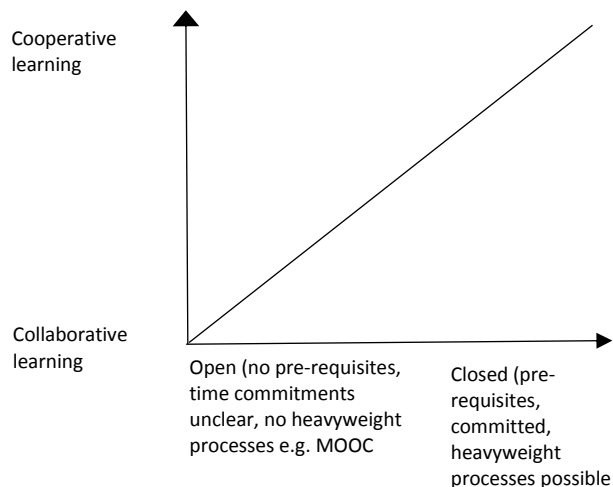 Cooperative
learning
Collaborative
learning
Open (no pre-requisites,
time commitments
unclear, no heavyweight
processes e.g. MOOC
Closed (pre-
requisites,
committed,
heavyweight
processes possible